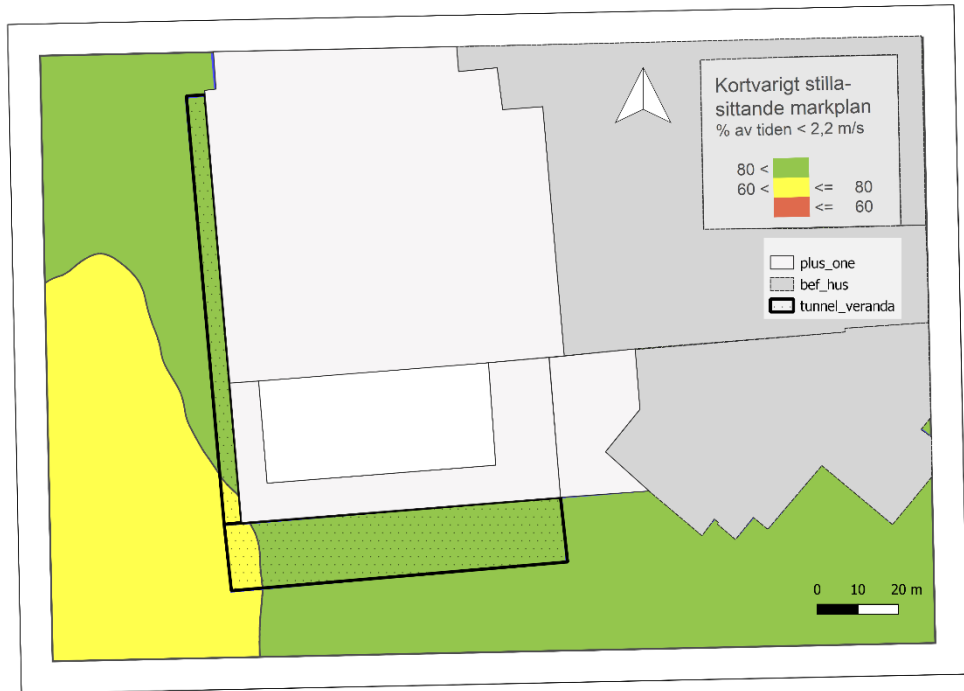 Kortvarigt stilla-
sittande markplan
% av tiden < 2,2 m/s
80 <
60 < <= 80
<= 60
plus_one
bef_hus
tunnel_veranda
0 10 20 m